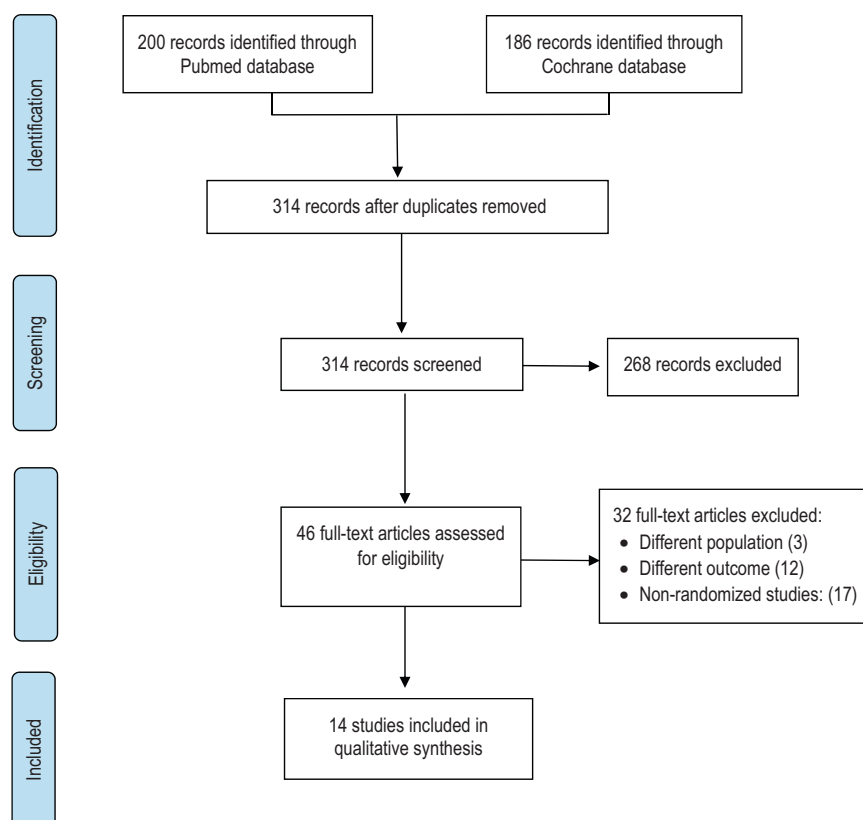 Identification
200 records identified through
Pubmed database
186 records identified through
Cochrane database
314 records after duplicates removed
Screening
314 records screened
268 records excluded
Eligibility
46 full-text articles assessed
for eligibility
32 full-text articles excluded:
• Different population (3)
• Different outcome (12)
• Non-randomized studies: (17)
Included
14 studies included in
qualitative synthesis